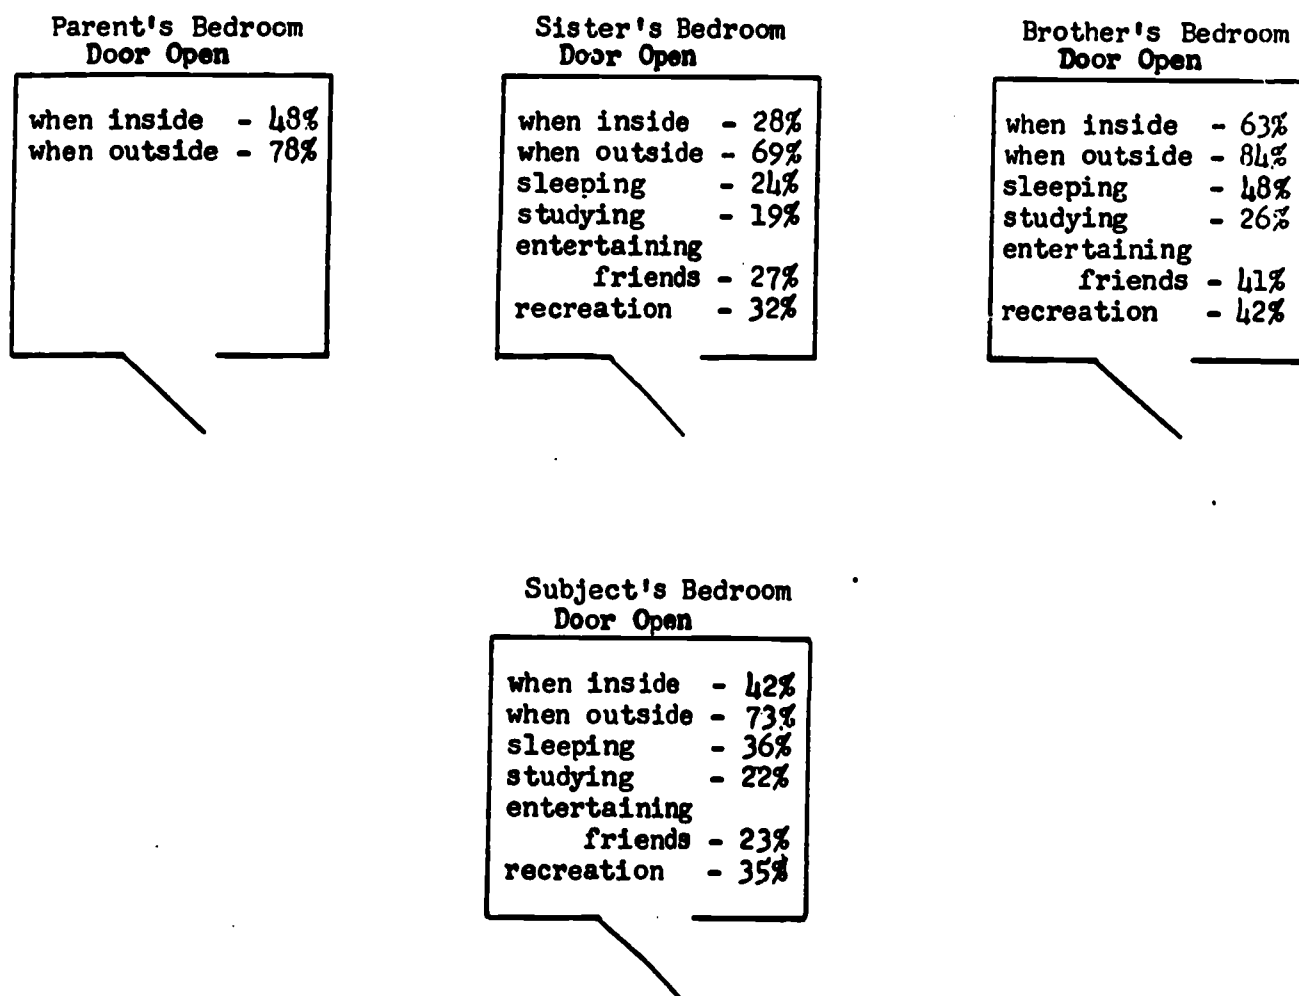 Parent's Bedroom
Door Open
when inside - 48%
when outside - 78%
Sister's Bedroom
Door Open
when inside - 28%
when outside - 69%
sleeping - 24%
studying - 19%
entertaining
friends - 27%
recreation - 32%
Brother's Bedroom
Door Open
when inside - 63%
when outside - 84%
sleeping - 48%
studying - 26%
entertaining
friends - 41%
recreation - 42%
Subject's Bedroom
Door Open
when inside - 42%
when outside - 73%
sleeping - 36%
studying - 22%
entertaining
friends - 23%
recreation - 35%